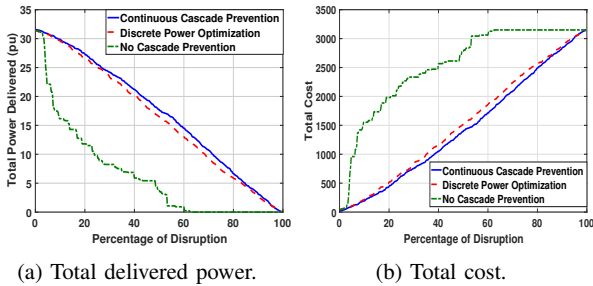 35
30
25
20
15
10
5
0
0 20 40 60 80 100
Total Power Delivered (pu)
Percentage of Disruption
Continuous Cascade Prevention
Discrete Power Optimization
No Cascade Prevention
(a) Total delivered power.
3500
3000
2500
2000
1500
1000
500
0
0 20 40 60 80 100
Total Cost
Percentage of Disruption
Continuous Cascade Prevention
Discrete Power Optimization
No Cascade Prevention
(b) Total cost.